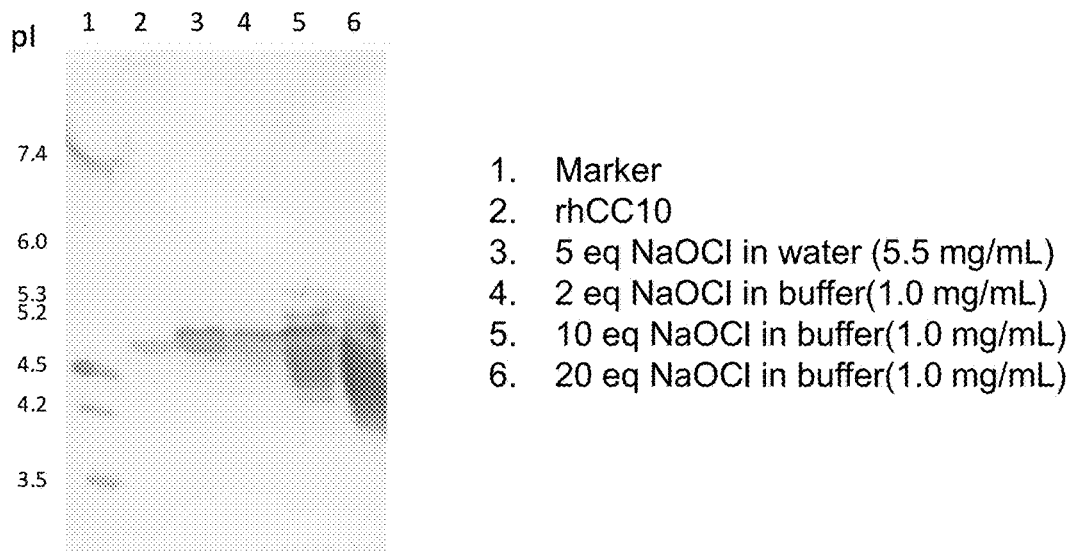 pI 1 2 3 4 5 6
7.4
6.0
5.3
5.2
4.5
4.2
3.5
1. Marker
2. rhCC10
3. 5 eq NaOCl in water (5.5 mg/mL)
4. 2 eq NaOCl in buffer(1.0 mg/mL)
5. 10 eq NaOCl in buffer(1.0 mg/mL)
6. 20 eq NaOCl in buffer(1.0 mg/mL)